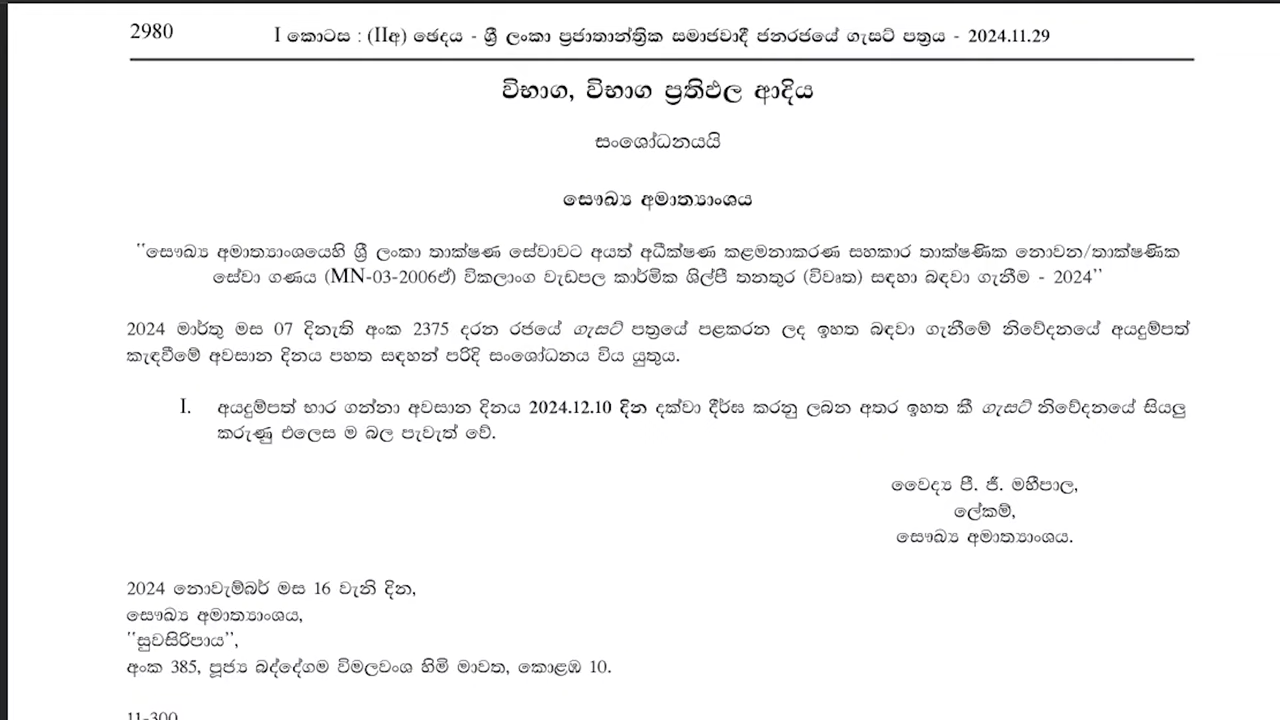 2980
I කොටස : (IIඅ) ඡේදය - ශ්‍රී ලංකා ප්‍රජාතාන්ත්‍රික සමාජවාදී ජනරජයේ ගැසට් පත්‍රය - 2024.11.29
විභාග, විභාග ප්‍රතිඵල ආදිය
සංශෝධනයයි
සෞඛ්‍ය අමාත්‍යාංශය
“සෞඛ්‍ය අමාත්‍යාංශයෙහි ශ්‍රී ලංකා තාක්ෂණ සේවාවට අයත් අධීක්ෂණ කළමනාකරණ සහකාර තාක්ෂණික නොවන/තාක්ෂණික
සේවා ගණය (MN-03-2006ඒ) විකලාංග වැඩපල කාර්මික ශිල්පී තනතුර (විවෘත) සඳහා බඳවා ගැනීම - 2024”
2024 මාර්තු මස 07 දිනැති අංක 2375 දරන රජයේ ගැසට් පත්‍රයේ පළකරන ලද ඉහත බඳවා ගැනීමේ නිවේදනයේ අයදුම්පත්
කැඳවීමේ අවසාන දිනය පහත සඳහන් පරිදි සංශෝධනය විය යුතුය.
I. අයදුම්පත් භාර ගන්නා අවසාන දිනය 2024.12.10 දින දක්වා දීර්ඝ කරනු ලබන අතර ඉහත කී ගැසට් නිවේදනයේ සියලු
කරුණු එලෙස ම බල පැවැත් වේ.
වෛද්‍ය පී. ජී. මහීපාල,
ලේකම්,
සෞඛ්‍ය අමාත්‍යාංශය.
2024 නොවැම්බර් මස 16 වැනි දින,
සෞඛ්‍ය අමාත්‍යාංශය,
“සුවසිරිපාය”,
අංක 385, පූජ්‍ය බද්දේගම විමලවංශ හිමි මාවත, කොළඹ 10.
11-300